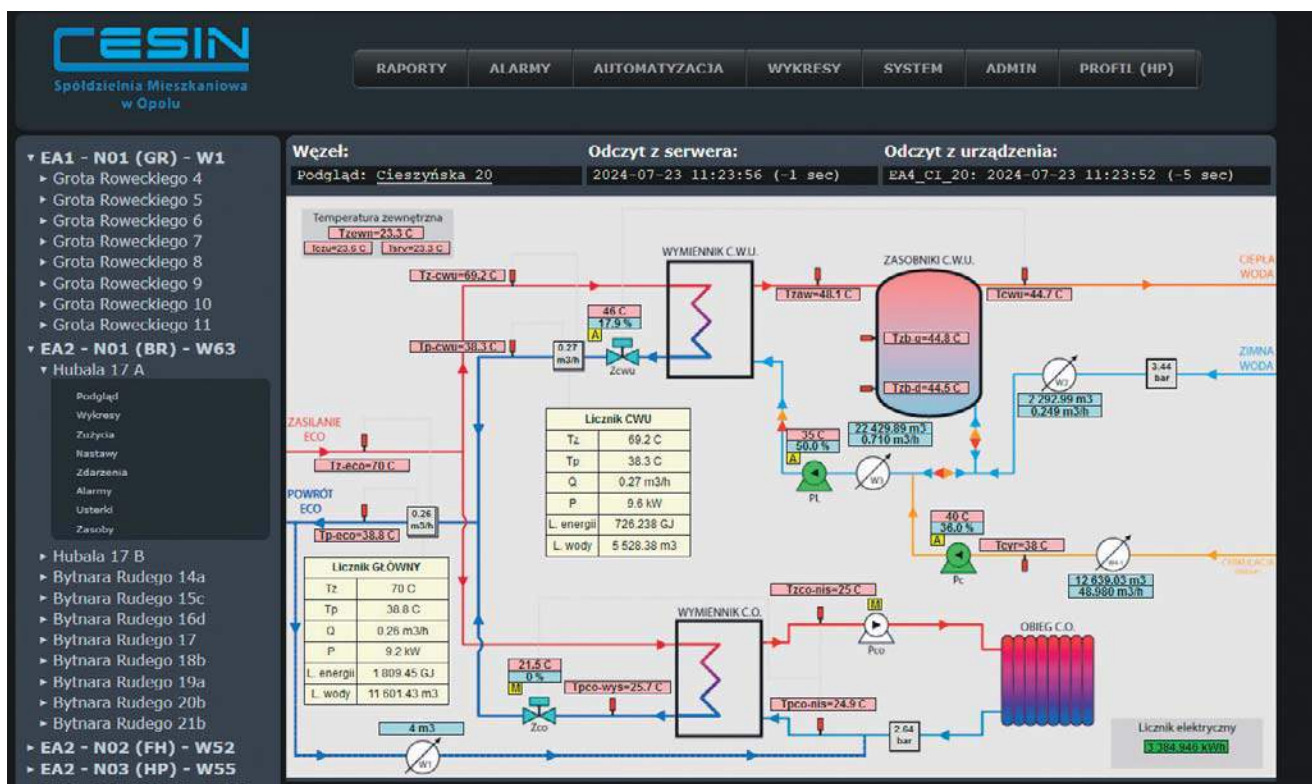 CESIN
Spółdzielnia Mieszkaniowa
w Opolu
RAPORTY ALARMY AUTOMATYZACJA WYKRESY SYSTEM ADMIN PROFIL (HP)
▾ EA1 - N01 (GR) - W1
▸ Grota Roweckiego 4
▸ Grota Roweckiego 5
▸ Grota Roweckiego 6
▸ Grota Roweckiego 7
▸ Grota Roweckiego 8
▸ Grota Roweckiego 9
▸ Grota Roweckiego 10
▸ Grota Roweckiego 11
▾ EA2 - N01 (BR) - W63
▾ Hubala 17 A
Podgląd
Wykresy
Zużycia
Nastawy
Zdarzenia
Alarmy
Usterki
Zasoby
▸ Hubala 17 B
▸ Bytnara Rudego 14a
▸ Bytnara Rudego 15c
▸ Bytnara Rudego 16d
▸ Bytnara Rudego 17
▸ Bytnara Rudego 18b
▸ Bytnara Rudego 19a
▸ Bytnara Rudego 20b
▸ Bytnara Rudego 21b
▸ EA2 - N02 (FH) - W52
▸ EA2 - N03 (HP) - W55
Węzeł: Odczyt z serwera: Odczyt z urządzenia:
Podgląd: Cieszyńska 20 2024-07-23 11:23:56 (-1 sec) EA4_CI_20: 2024-07-23 11:23:52 (-5 sec)
Temperatura zewnętrzna
Tzewn=23.3 C
Tczu=23.6 C Tsrv=23.3 C
WYMIENNIK C.W.U.
ZASOBNIKI C.W.U.
CIEPŁA
WODA
Tz-cwu=69.2 C
Tzaw=48.1 C
Tcwu=44.7 C
46 C
17.9 %
A
Zcwu
Tp-cwu=38.3 C
0.27
m3/h
Tzb-g=44.8 C
Tzb-d=44.5 C
ZIMNA
WODA
3.44
bar
W2
2 292.99 m3
0.249 m3/h
ZASILANIE
ECO
Tz-eco=70 C
Licznik CWU
Tz 69.2 C
Tp 38.3 C
Q 0.27 m3/h
P 9.6 kW
L. energii 726.238 GJ
L. wody 5 528.38 m3
35 C
50.0 %
A
PL
22 429.89 m3
0.710 m3/h
W3
POWRÓT
ECO
0.26
m3/h
Tp-eco=38.8 C
40 C
36.0 %
A
Pc
Tcyr=38 C
12 639.03 m3
48.980 m3/h
Licznik GŁÓWNY
Tz 70 C
Tp 38.8 C
Q 0.26 m3/h
P 9.2 kW
L. energii 1 809.45 GJ
L. wody 11 601.43 m3
WYMIENNIK C.O.
Tzco-nis=25 C
M
Pco
OBIEG C.O.
21.5 C
0 %
M
Zco
Tpco-wys=25.7 C
Tpco-nis=24.9 C
2.64
bar
4 m3
W1
Licznik elektryczny
3 384.940 kWh